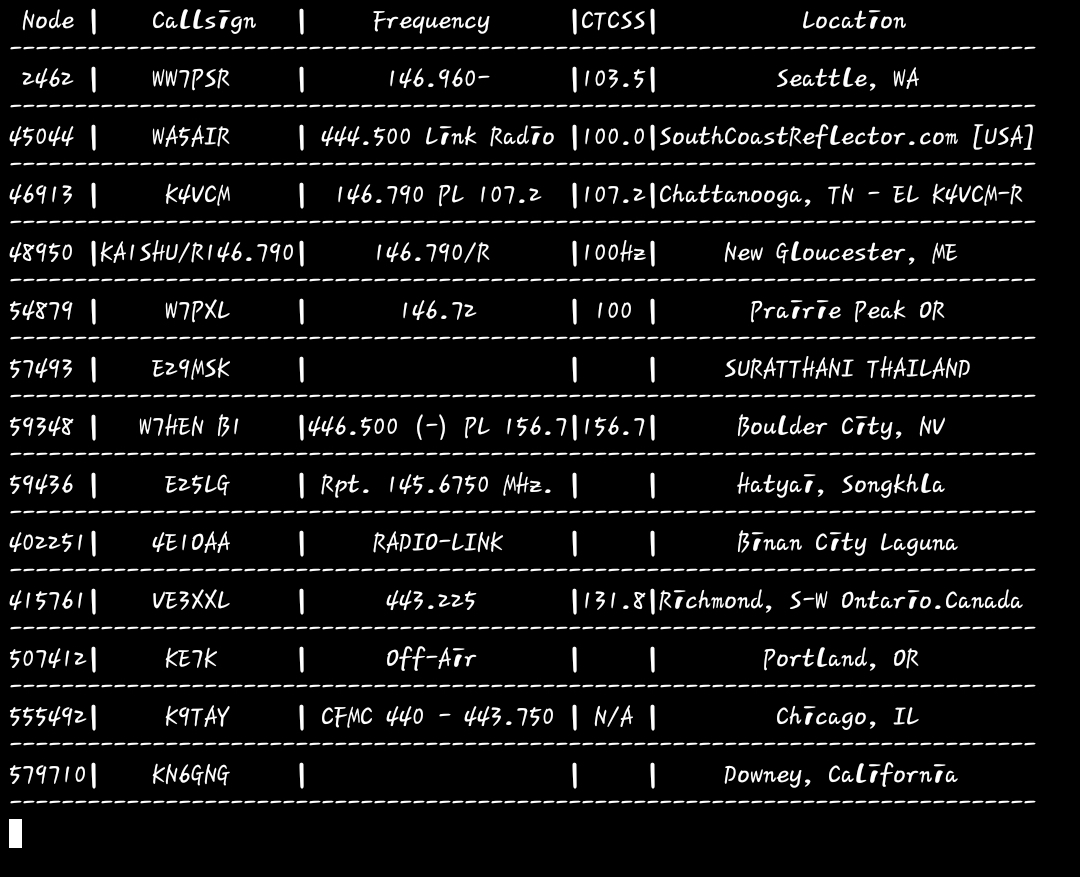 Node | Callsign | Frequency |CTCSS| Location
------------------------------------------------------------------------------
2462 | WW7PSR | 146.960- |103.5| Seattle, WA
------------------------------------------------------------------------------
45044 | WA5AIR | 444.500 Link Radio |100.0|SouthCoastReflector.com [USA]
------------------------------------------------------------------------------
46913 | K4VCM | 146.790 PL 107.2 |107.2|Chattanooga, TN - EL K4VCM-R
------------------------------------------------------------------------------
48950 |KA1SHU/R146.790| 146.790/R |100Hz| New Gloucester, ME
------------------------------------------------------------------------------
54879 | W7PXL | 146.72 | 100 | Prairie Peak OR
------------------------------------------------------------------------------
57493 | E29MSK | | | SURATTHANI THAILAND
------------------------------------------------------------------------------
59348 | W7HEN B1 |446.500 (-) PL 156.7|156.7| Boulder City, NV
------------------------------------------------------------------------------
59436 | E25LG | Rpt. 145.6750 MHz. | | Hatyai, Songkhla
------------------------------------------------------------------------------
402251| 4E1OAA | RADIO-LINK | | Binan City Laguna
------------------------------------------------------------------------------
415761| VE3XXL | 443.225 |131.8|Richmond, S-W Ontario.Canada
------------------------------------------------------------------------------
507412| KE7K | Off-Air | | Portland, OR
------------------------------------------------------------------------------
555492| K9TAY | CFMC 440 - 443.750 | N/A | Chicago, IL
------------------------------------------------------------------------------
579710| KN6GNG | | | Downey, California
------------------------------------------------------------------------------